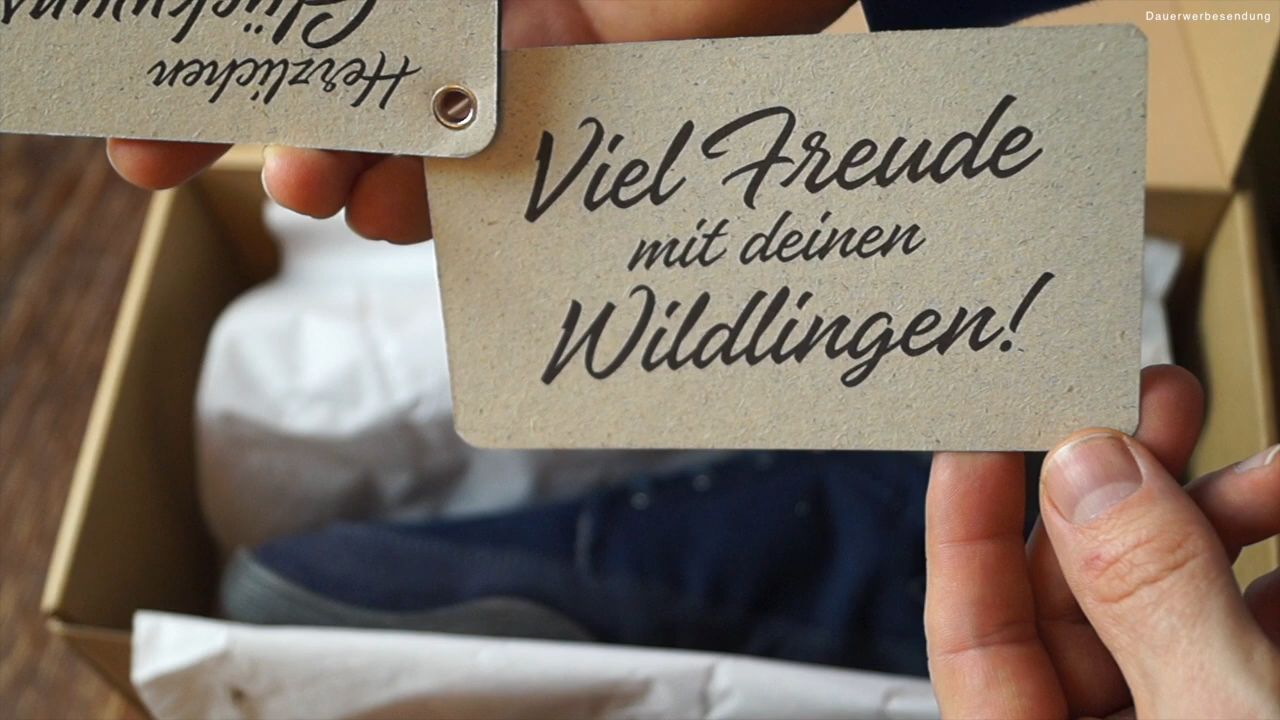 Dauerwerbesendung
Herzlichen
Viel Freude
mit deinen
Wildlingen!